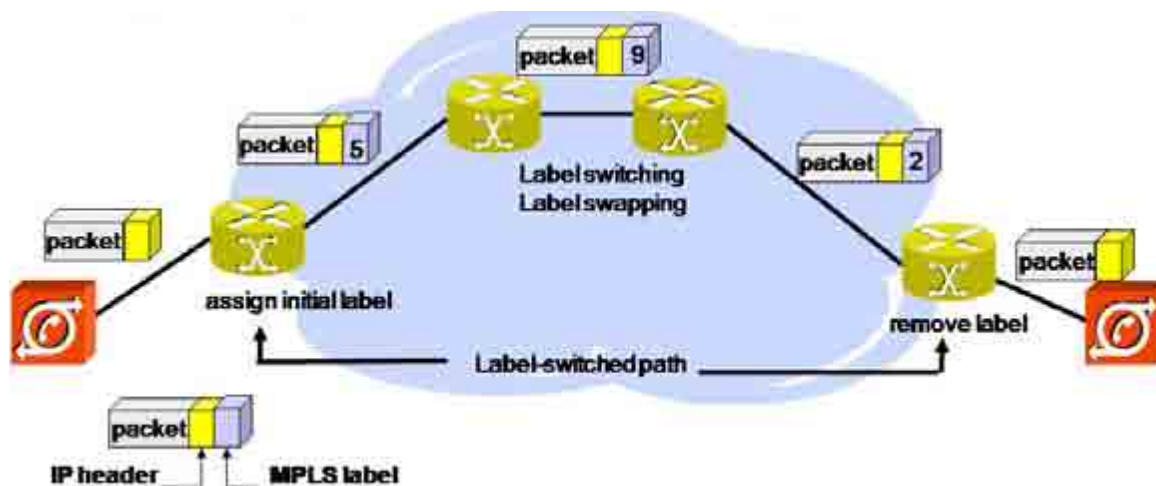 packet 9
packet 5
packet 2
Label switching
Label swapping
packet
packet
assign initial label
remove label
Label-switched path
packet
IP header
MPLS label